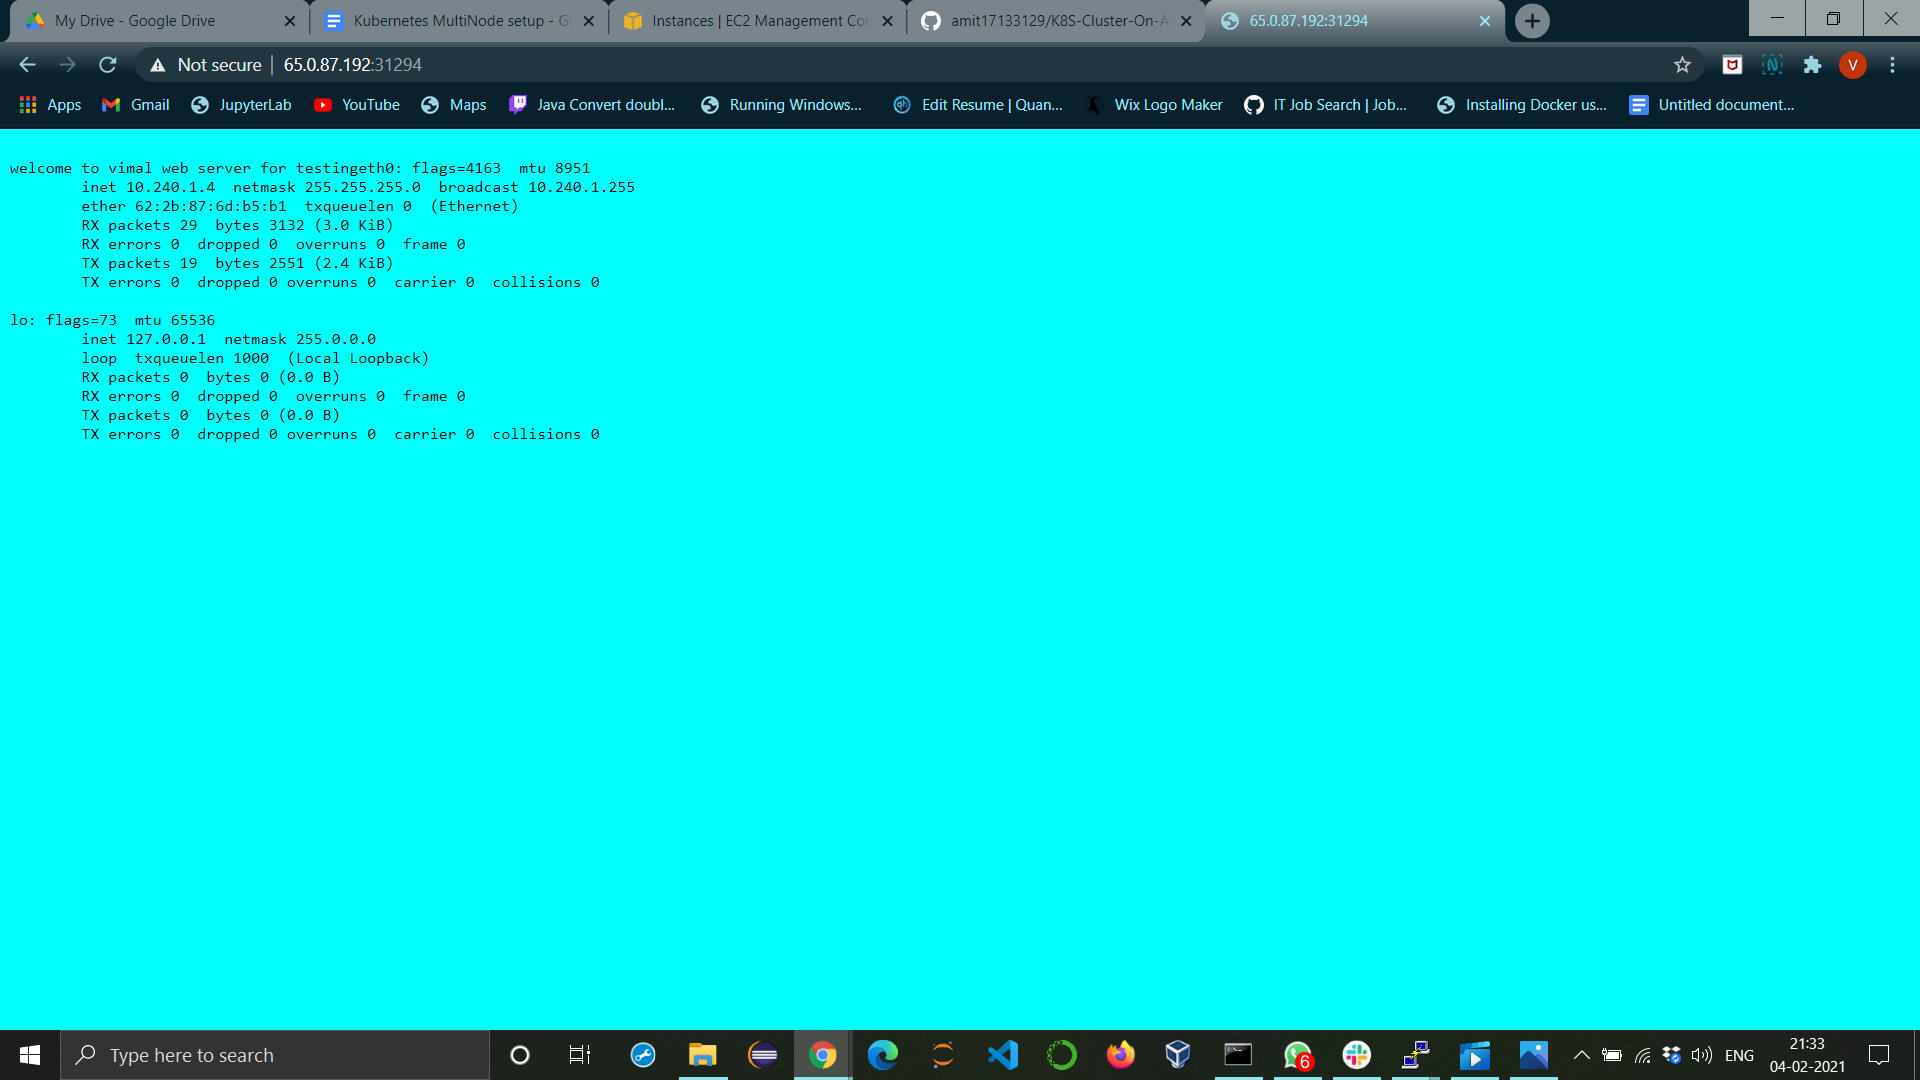 My Drive - Google Drive
Kubernetes MultiNode setup - G
Instances | EC2 Management Con
amit17133129/K8S-Cluster-On-A
65.0.87.192:31294
Not secure
65.0.87.192:31294
V
Apps
Gmail
JupyterLab
YouTube
Maps
Java Convert doubl...
Running Windows...
Edit Resume | Quan...
Wix Logo Maker
IT Job Search | Job...
Installing Docker us...
Untitled document...
welcome to vimal web server for testingeth0: flags=4163  mtu 8951
inet 10.240.1.4  netmask 255.255.255.0  broadcast 10.240.1.255
ether 62:2b:87:6d:b5:b1  txqueuelen 0  (Ethernet)
RX packets 29  bytes 3132 (3.0 KiB)
RX errors 0  dropped 0  overruns 0  frame 0
TX packets 19  bytes 2551 (2.4 KiB)
TX errors 0  dropped 0 overruns 0  carrier 0  collisions 0
lo: flags=73  mtu 65536
inet 127.0.0.1  netmask 255.0.0.0
loop  txqueuelen 1000  (Local Loopback)
RX packets 0  bytes 0 (0.0 B)
RX errors 0  dropped 0  overruns 0  frame 0
TX packets 0  bytes 0 (0.0 B)
TX errors 0  dropped 0 overruns 0  carrier 0  collisions 0
Type here to search
6
ENG
21:33
04-02-2021